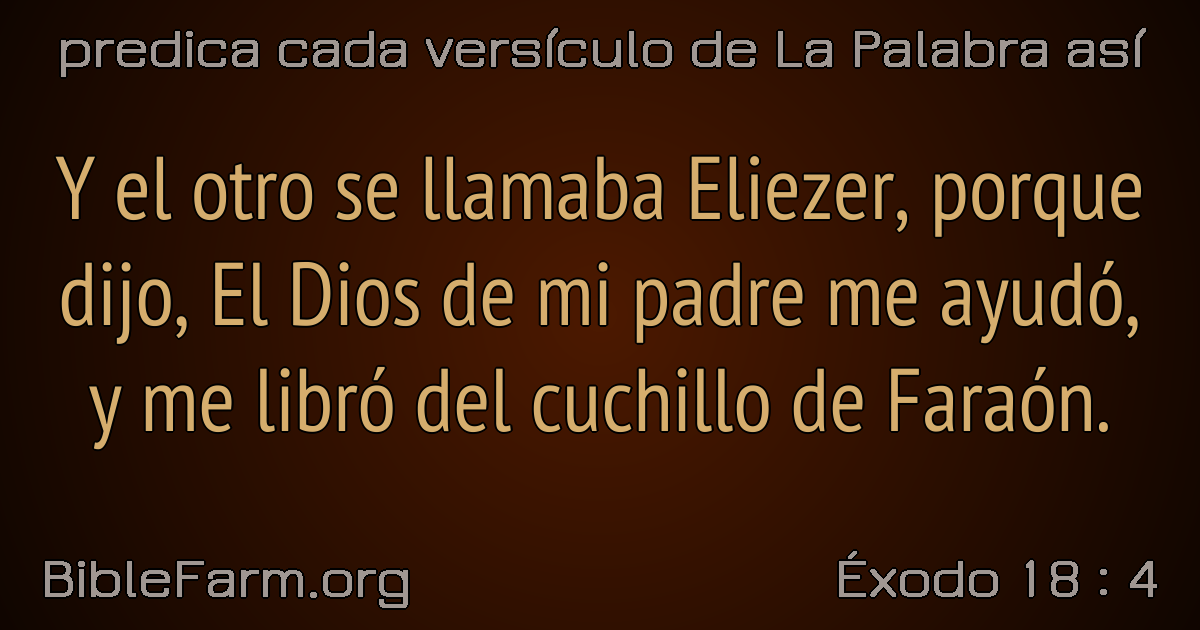 predica cada versículo de La Palabra así
Y el otro se llamaba Eliezer, porque
dijo, El Dios de mi padre me ayudó,
y me libró del cuchillo de Faraón.
BibleFarm.org
Éxodo 18 : 4